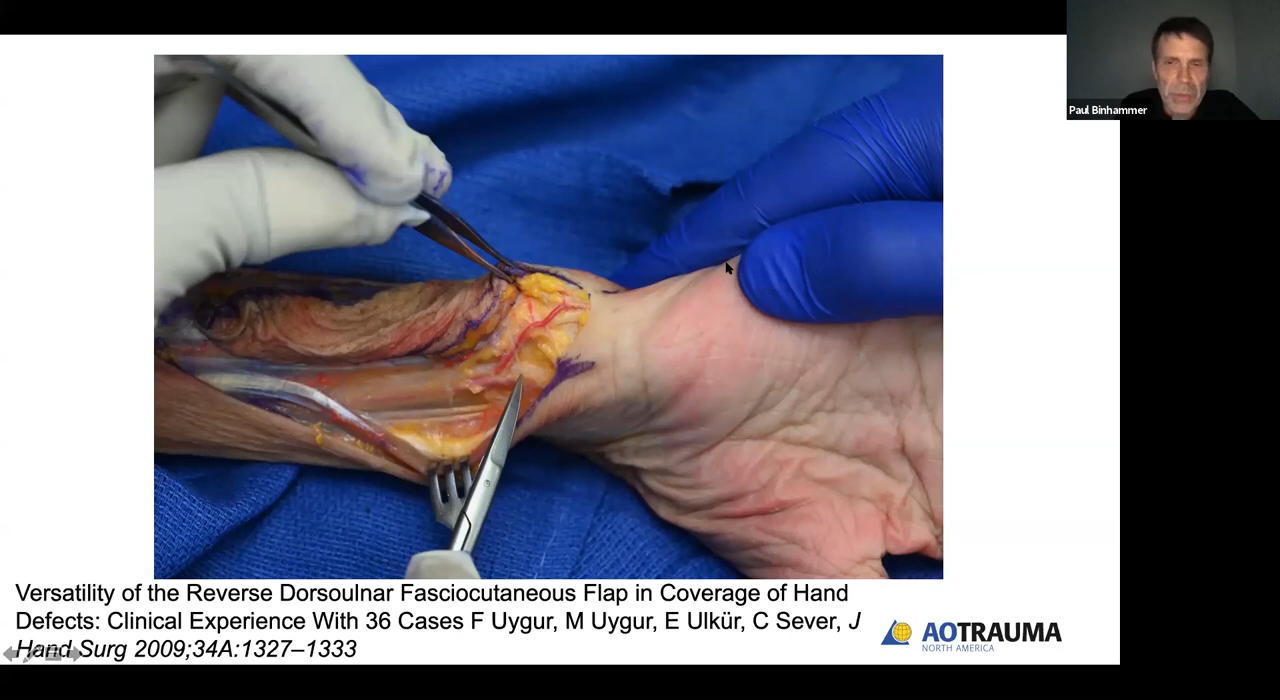 Paul Binhammer
Versatility of the Reverse Dorsoulnar Fasciocutaneous Flap in Coverage of Hand
Defects: Clinical Experience With 36 Cases F Uygur, M Uygur, E Ulkür, C Sever, J
Hand Surg 2009;34A:1327–1333
AOTRAUMA
NORTH AMERICA